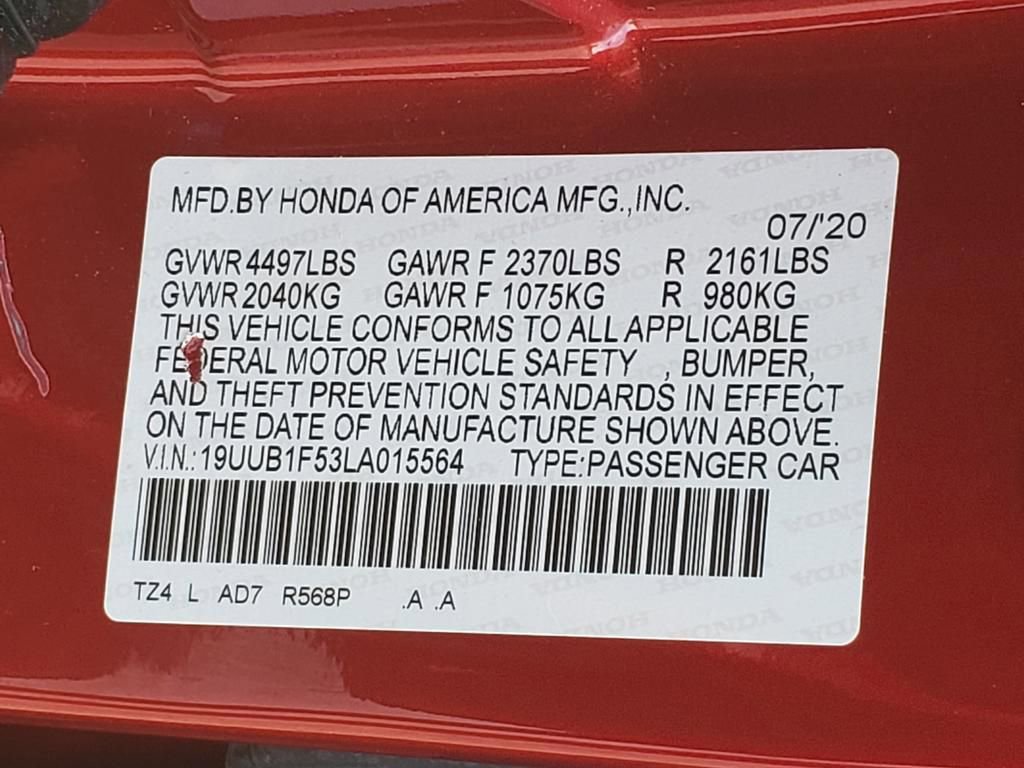 MFD.BY HONDA OF AMERICA MFG.,INC.
07/'20
GVWR 4497LBS GAWR F 2370LBS R 2161LBS
GVWR 2040KG GAWR F 1075KG R 980KG
THIS VEHICLE CONFORMS TO ALL APPLICABLE
FEDERAL MOTOR VEHICLE SAFETY , BUMPER,
AND THEFT PREVENTION STANDARDS IN EFFECT
ON THE DATE OF MANUFACTURE SHOWN ABOVE.
V.I.N.:19UUB1F53LA015564 TYPE:PASSENGER CAR
TZ4 L AD7 R568P .A .A